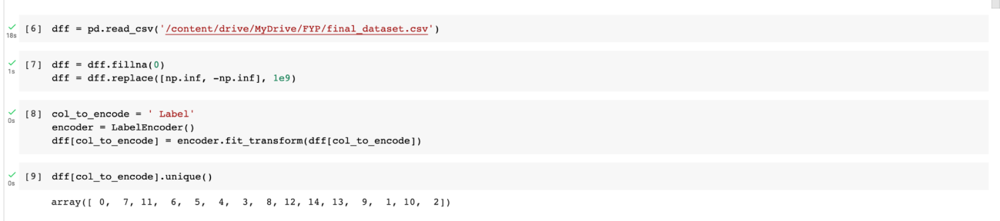 [6] dff = pd.read_csv('/content/drive/MyDrive/FYP/final_dataset.csv')
18s
[7] dff = dff.fillna(0)
1s
dff = dff.replace([np.inf, -np.inf], 1e9)
[8] col_to_encode = ' Label'
0s
encoder = LabelEncoder()
dff[col_to_encode] = encoder.fit_transform(dff[col_to_encode])
[9] dff[col_to_encode].unique()
0s
array([ 0, 7, 11, 6, 5, 4, 3, 8, 12, 14, 13, 9, 1, 10, 2])